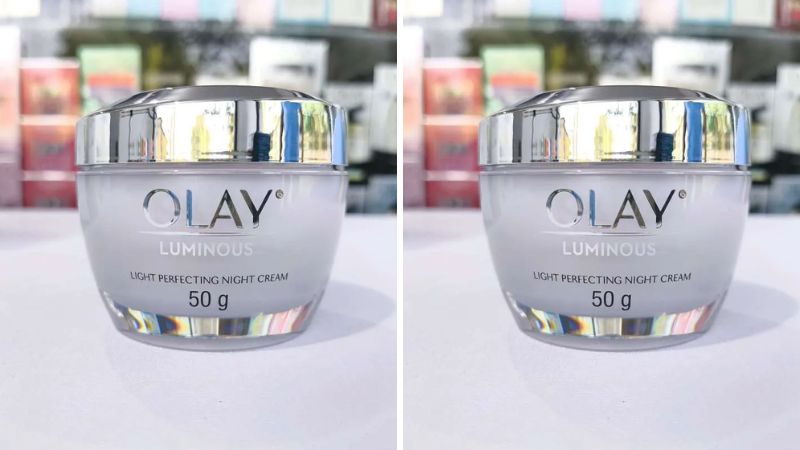 OLAY®
LUMINOUS
LIGHT PERFECTING NIGHT CREAM
50 g
OLAY®
LUMINOUS
LIGHT PERFECTING NIGHT CREAM
50 g